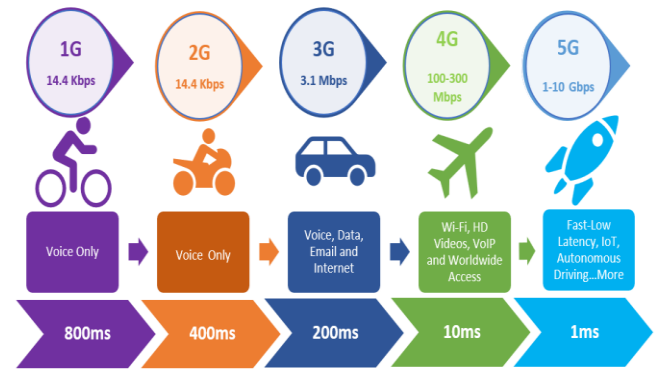 1G
14.4 Kbps
2G
14.4 Kbps
3G
3.1 Mbps
4G
100-300
Mbps
5G
1-10 Gbps
Voice Only
Voice Only
Voice, Data,
Email and
Internet
Wi-Fi, HD
Videos, VoIP
and Worldwide
Access
Fast-Low
Latency, IoT,
Autonomous
Driving...More
800ms
400ms
200ms
10ms
1ms